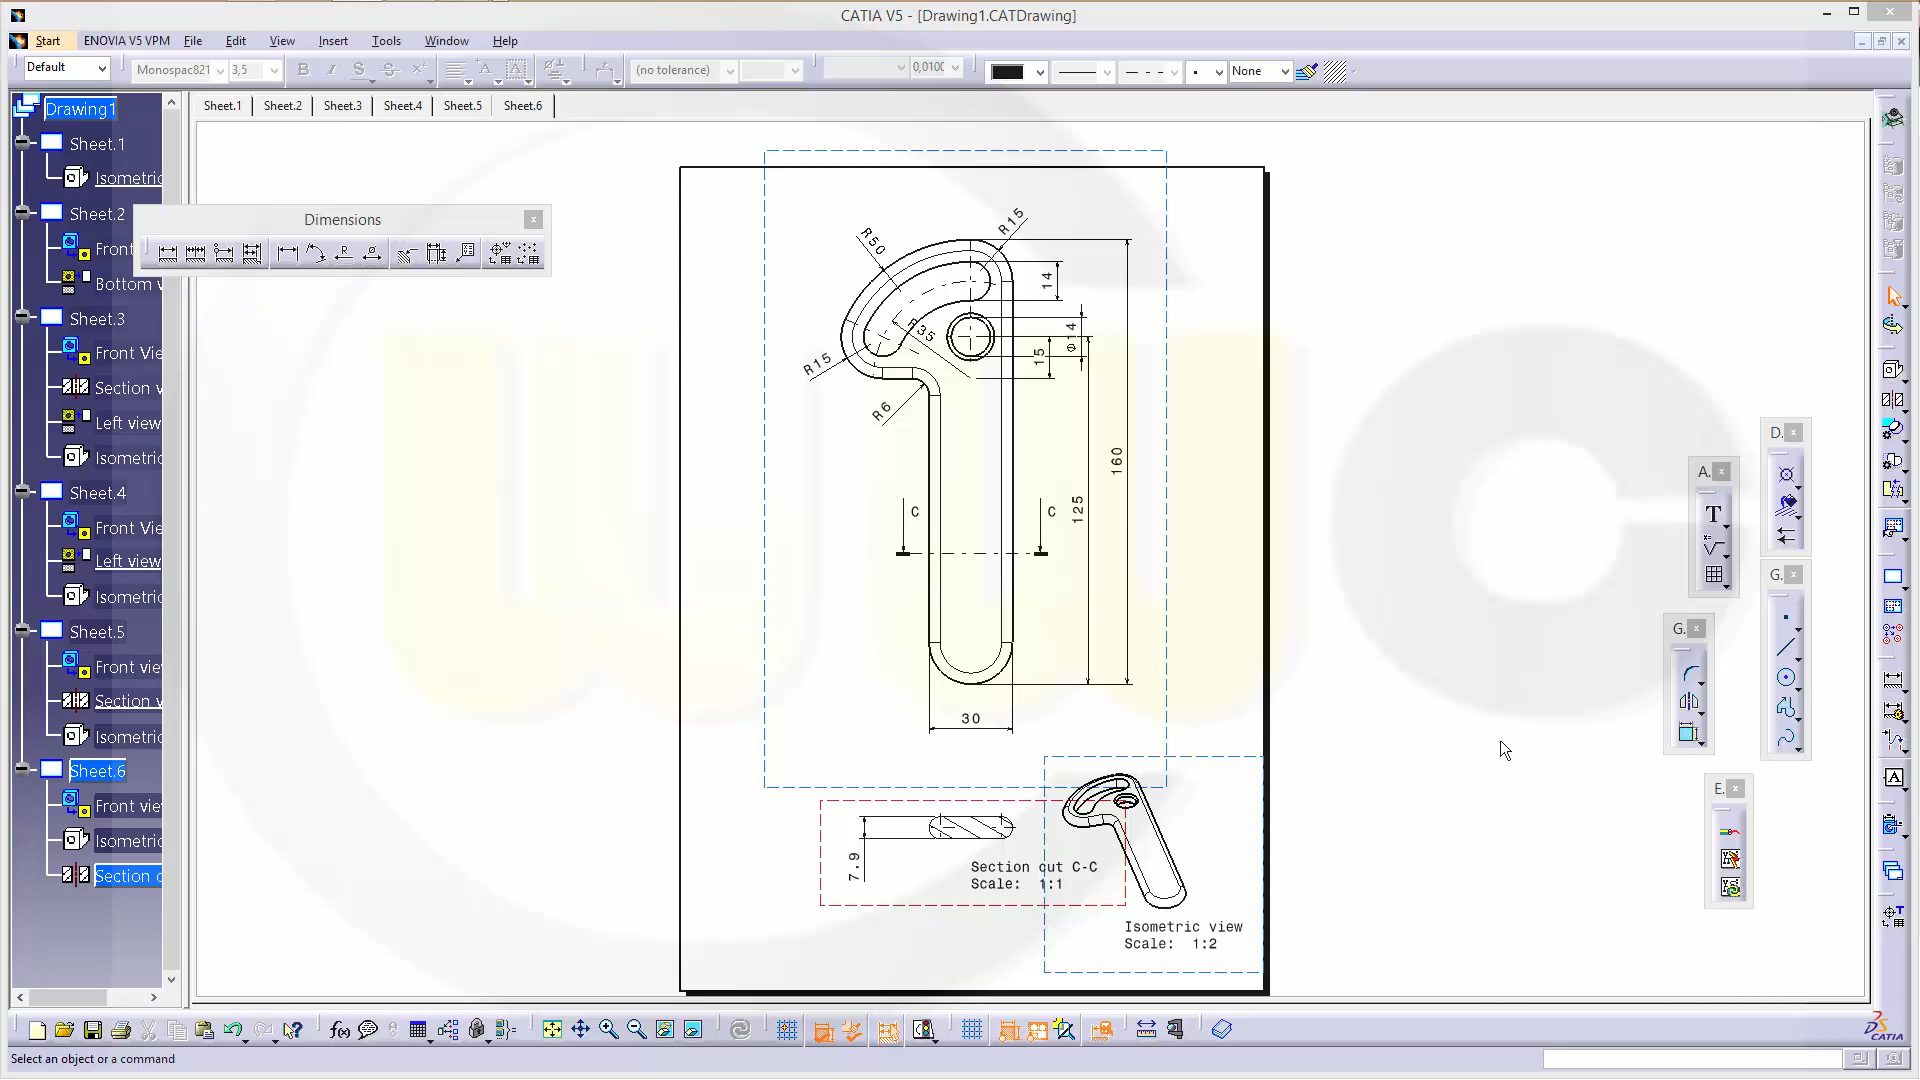 CATIA V5 - [Drawing1.CATDrawing]
Start ENOVIA V5 VPM File Edit View Insert Tools Window Help
Default Monospac821 3,5 B I S S (no tolerance) 0,0100 None
Drawing1
Sheet.1 Sheet.2 Sheet.3 Sheet.4 Sheet.5 Sheet.6
Sheet.1
Isometric
Sheet.2
Front
Bottom v
Sheet.3
Front Vie
Section v
Left view
Isometric
Sheet.4
Front Vie
Left view
Isometric
Sheet.5
Front vie
Section v
Isometric
Sheet.6
Front vie
Isometric
Section c
Dimensions
R50
R15
14
R35
Φ14
15
R15
R6
160
125
C
C
30
7.9
Section cut C-C
Scale: 1:1
Isometric view
Scale: 1:2
D.
A.
T
G.
G.
E.
CATIA
Select an object or a command